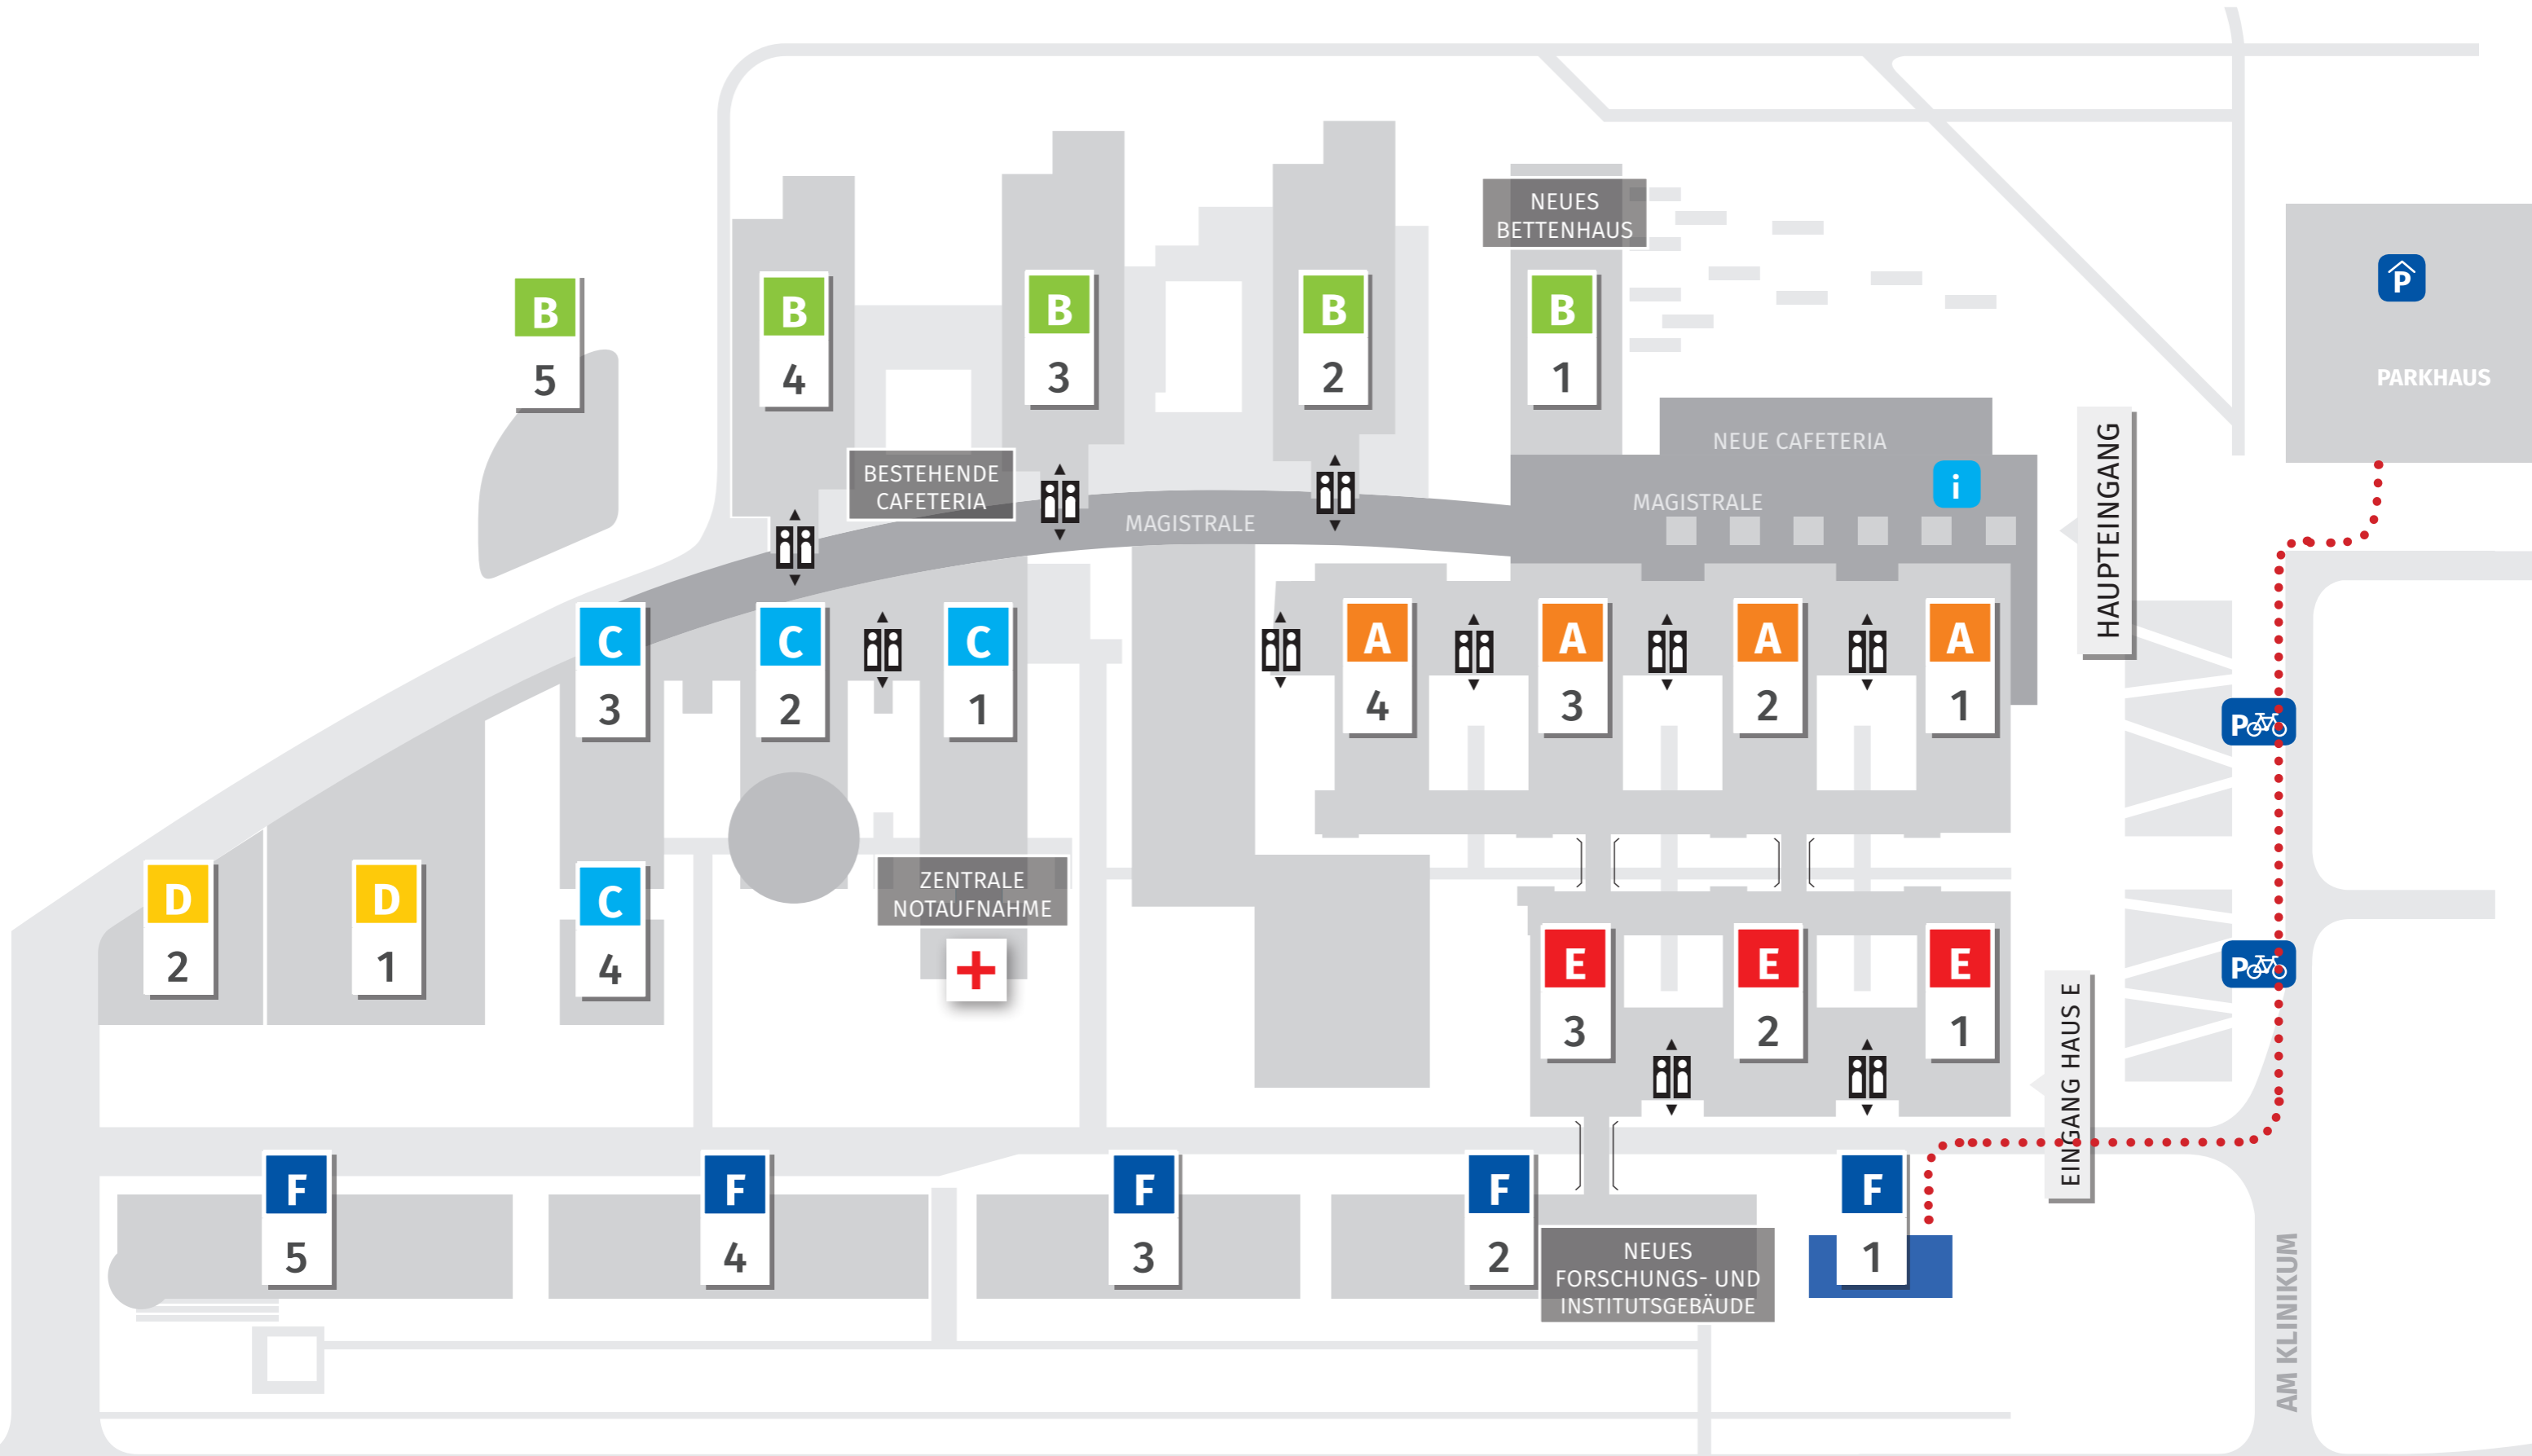 NEUES
BETTENHAUS
B
5
B
4
B
3
B
2
B
1
P
PARKHAUS
NEUE CAFETERIA
HAUPTEINGANG
BESTEHENDE
CAFETERIA
MAGISTRALE
MAGISTRALE
i
C
3
C
2
C
1
A
4
A
3
A
2
A
1
P
D
2
D
1
C
4
ZENTRALE
NOTAUFNAHME
E
3
E
2
E
1
P
EINGANG HAUS E
F
5
F
4
F
3
F
2
F
1
NEUES
FORSCHUNGS- UND
INSTITUTSGEBÄUDE
AM KLINIKUM